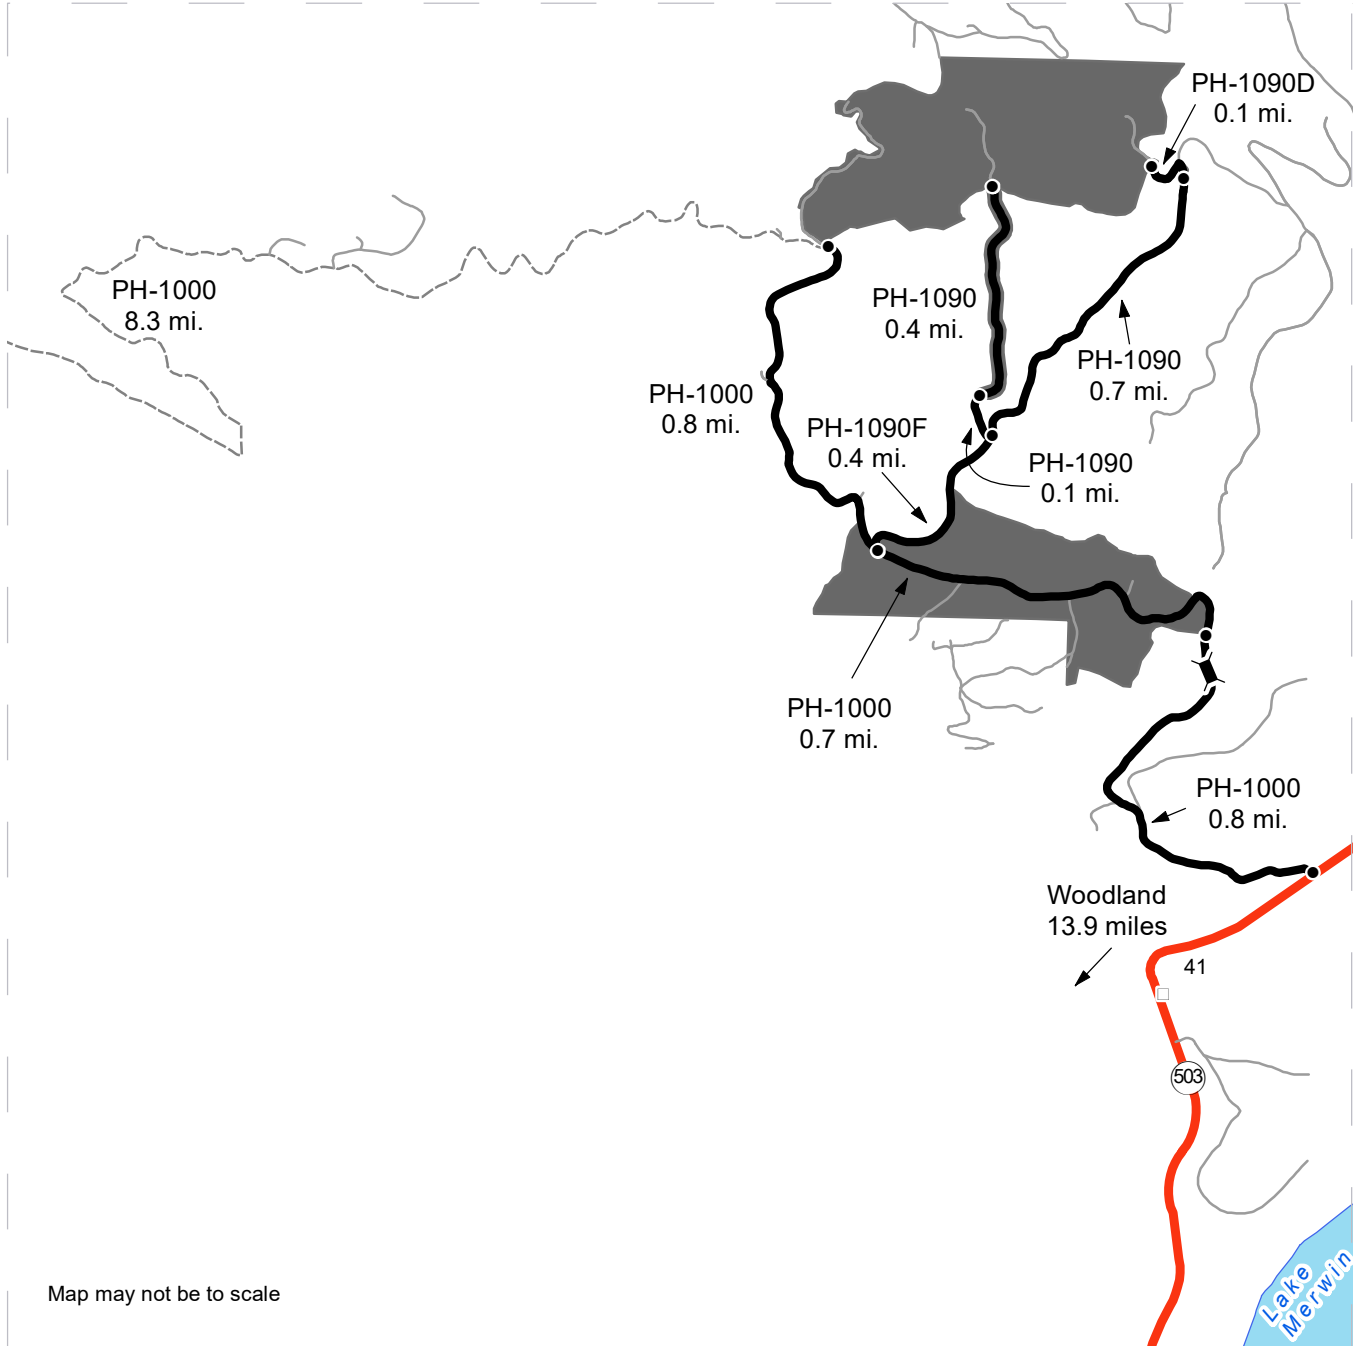 PH-1090D
0.1 mi.
PH-1000
8.3 mi.
PH-1090
0.4 mi.
PH-1090
0.7 mi.
PH-1000
0.8 mi.
PH-1090F
0.4 mi.
PH-1090
0.1 mi.
PH-1000
0.7 mi.
PH-1000
0.8 mi.
Woodland
13.9 miles
41
503
Lake
Merwin
Map may not be to scale